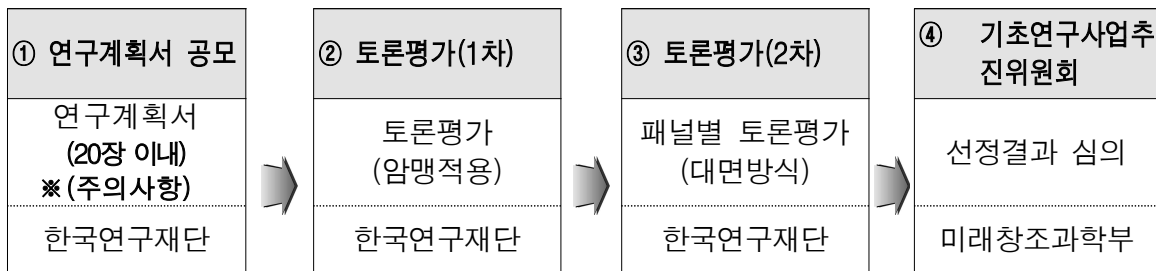 ① 연구계획서 공모
연구계획서
(20장 이내)
※(주의사항)
한국연구재단
② 토론평가(1차)
토론평가
(암맹적용)
한국연구재단
③ 토론평가(2차)
패널별 토론평가
(대면방식)
한국연구재단
④ 기초연구사업추
진위원회
선정결과 심의
미래창조과학부